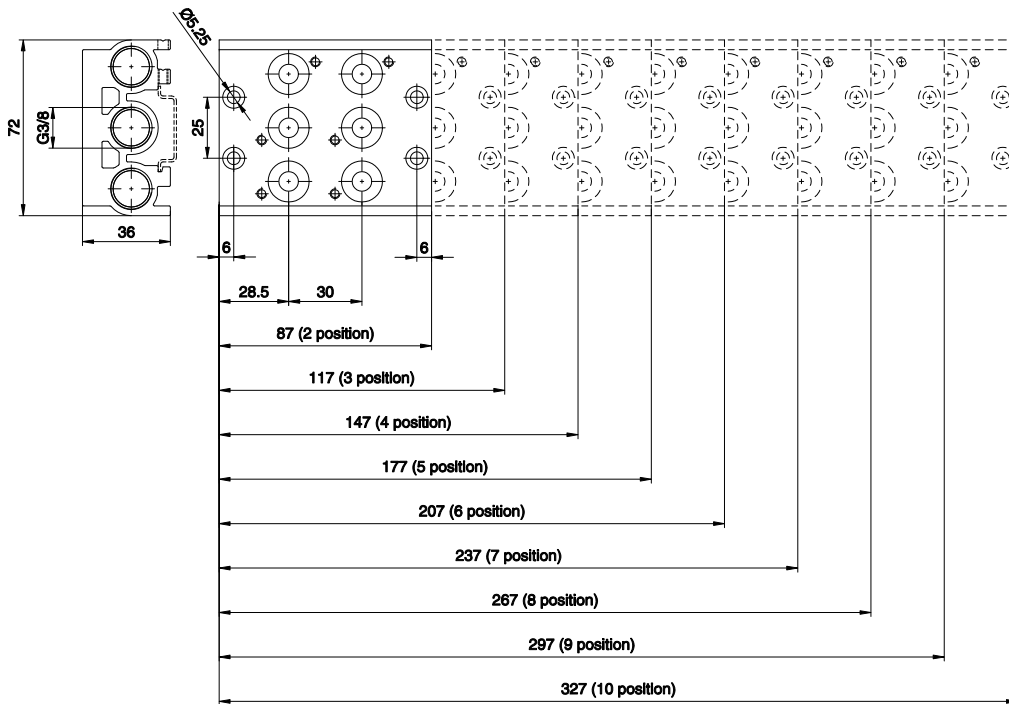 Ø5.25
72
G3/8
25
36
6
6
28.5
30
87 (2 position)
117 (3 position)
147 (4 position)
177 (5 position)
207 (6 position)
237 (7 position)
267 (8 position)
297 (9 position)
327 (10 position)